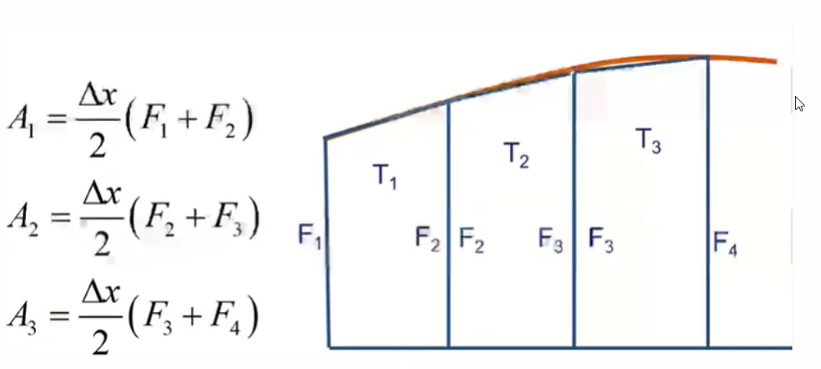 A₁ = Δx/2 (F₁ + F₂)
A₂ = Δx/2 (F₂ + F₃)
A₃ = Δx/2 (F₃ + F₄)
T₁ T₂ T₃
F₁ F₂ F₂ F₃ F₃ F₄